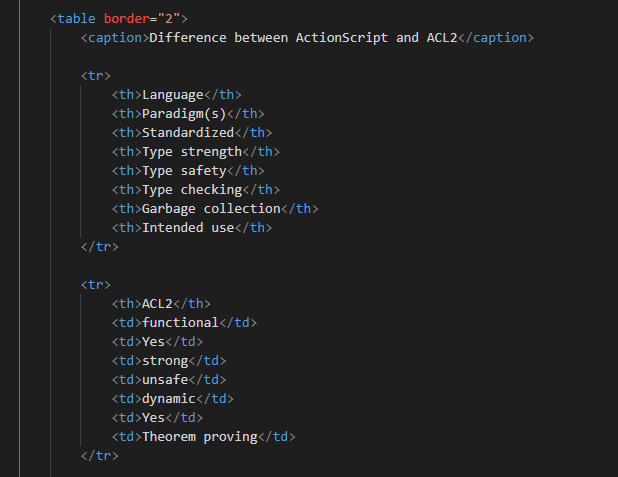 <table border="2">
<caption>Difference between ActionScript and ACL2</caption>
<tr>
<th>Language</th>
<th>Paradigm(s)</th>
<th>Standardized</th>
<th>Type strength</th>
<th>Type safety</th>
<th>Type checking</th>
<th>Garbage collection</th>
<th>Intended use</th>
</tr>
<tr>
<th>ACL2</th>
<td>functional</td>
<td>Yes</td>
<td>strong</td>
<td>unsafe</td>
<td>dynamic</td>
<td>Yes</td>
<td>Theorem proving</td>
</tr>